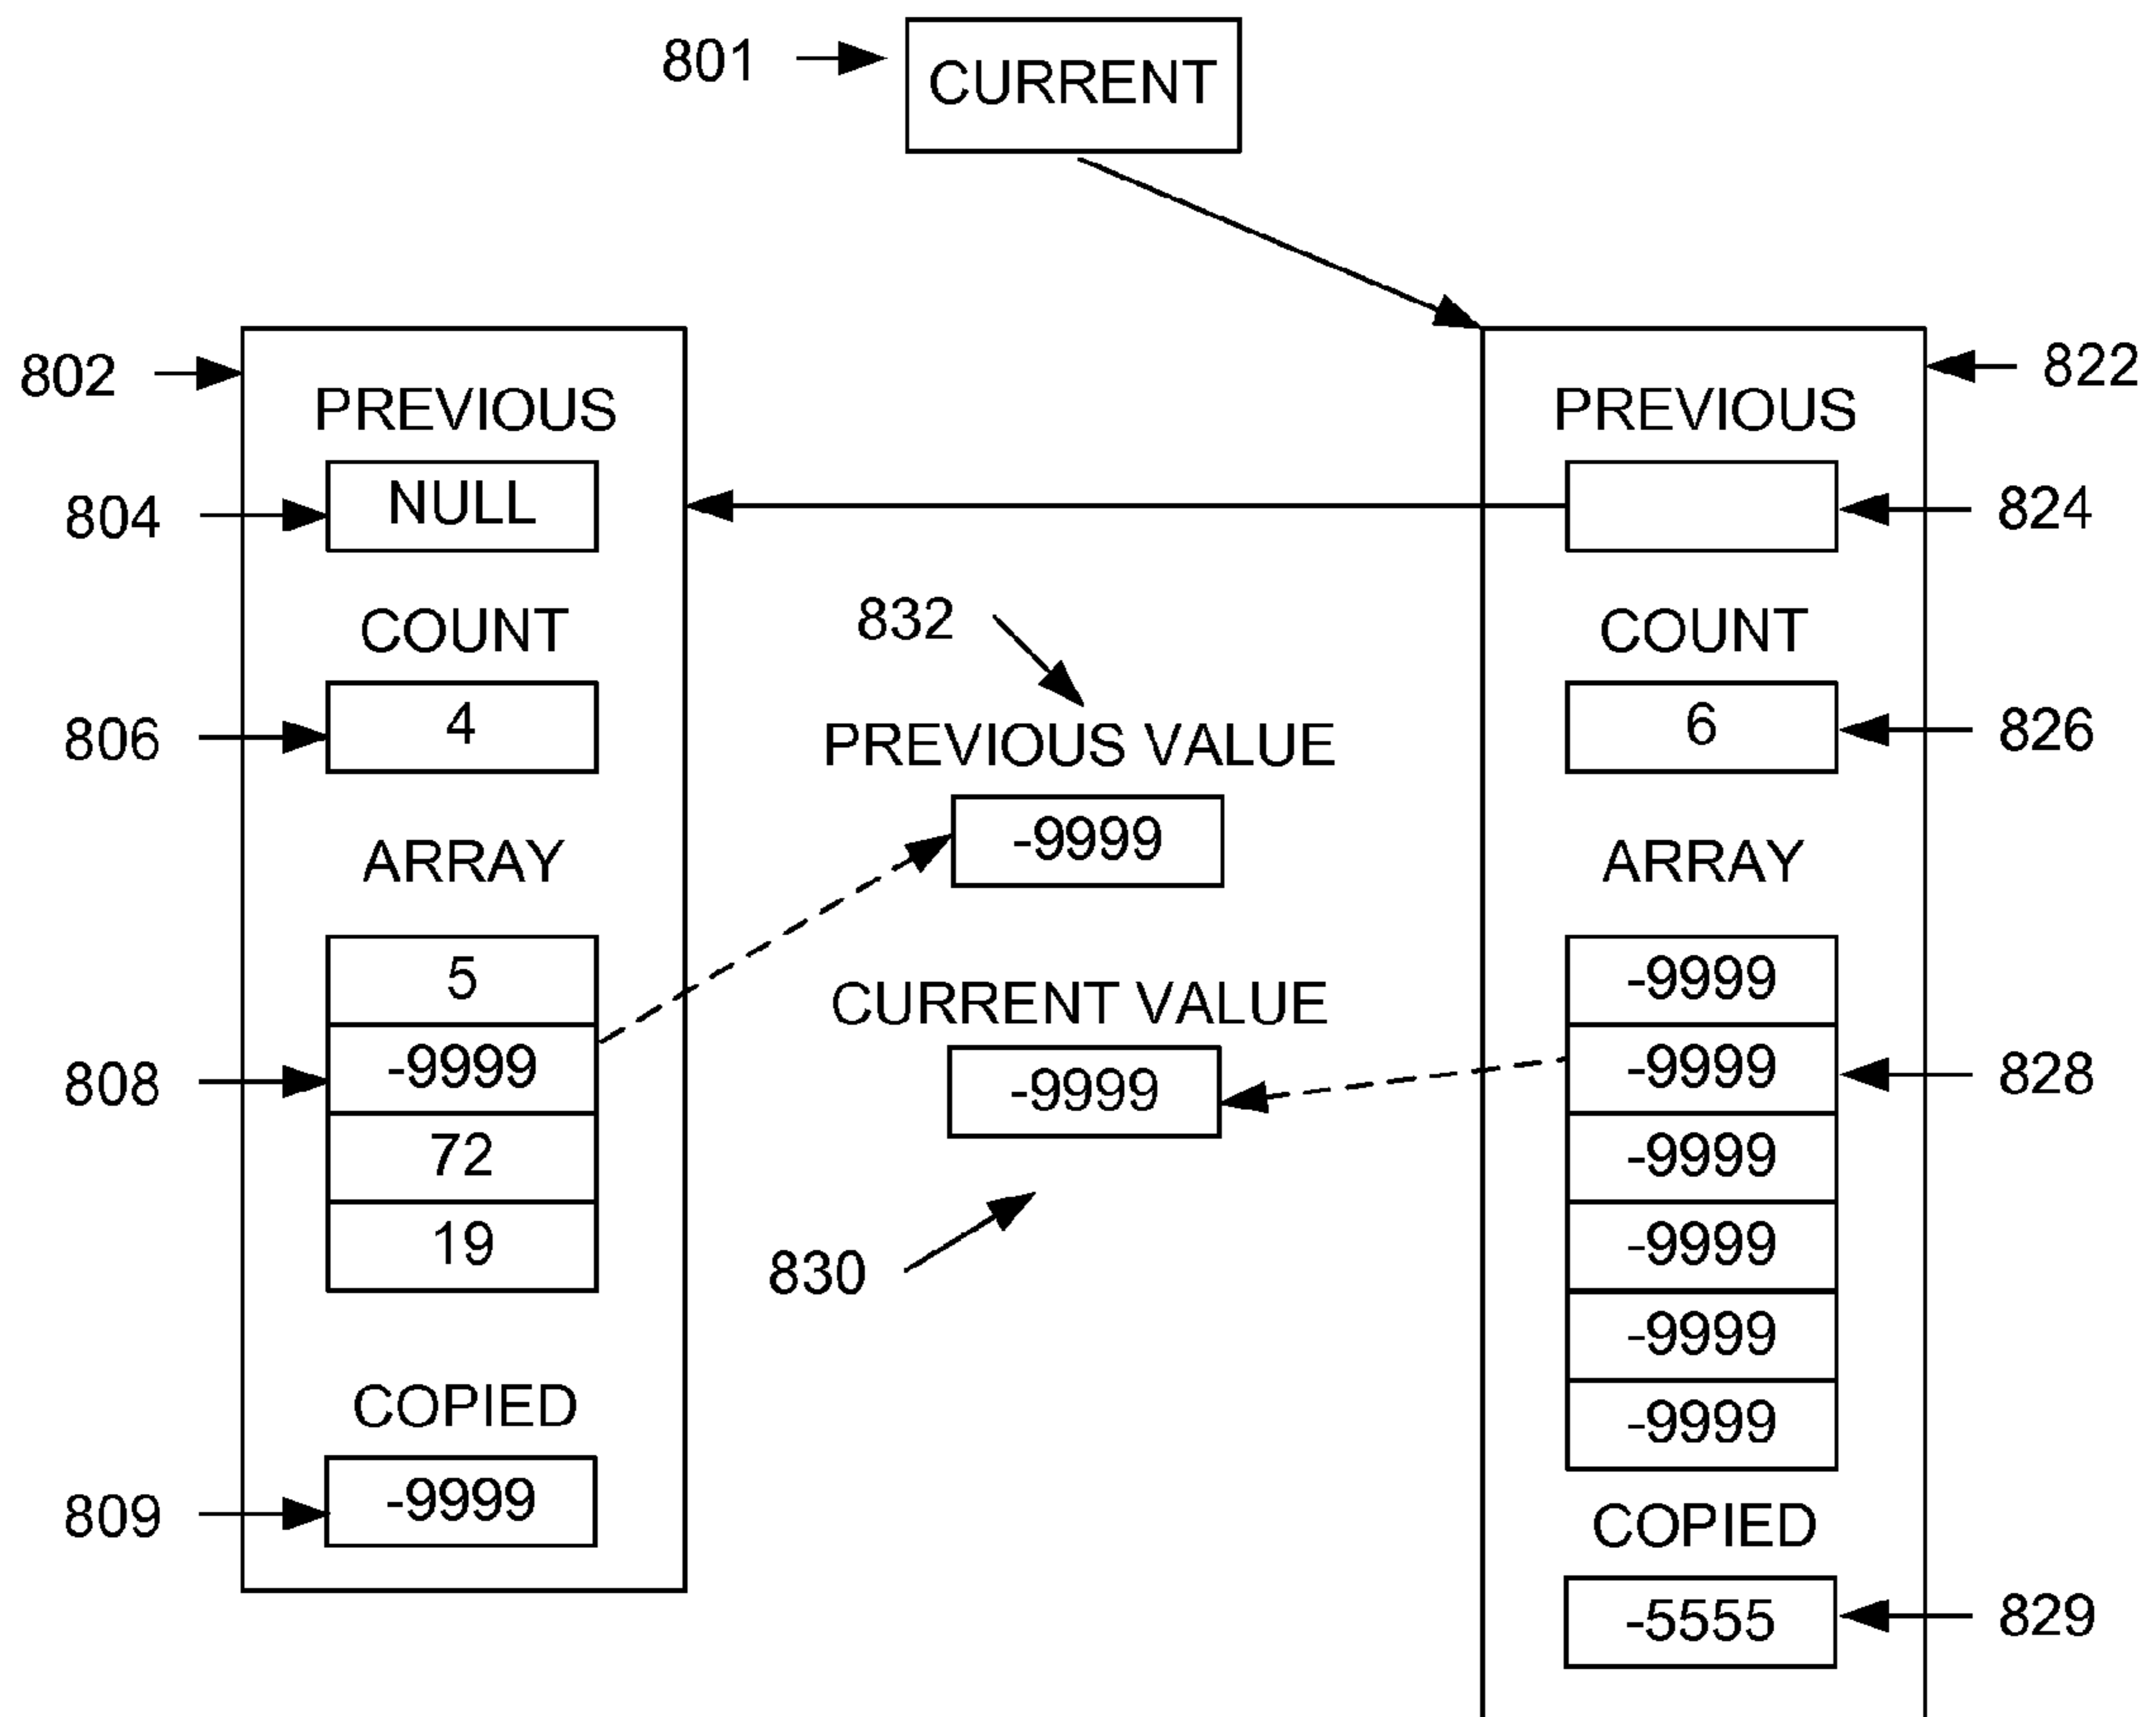 801
CURRENT
802
PREVIOUS
804
NULL
COUNT
806
4
ARRAY
808
5
-9999
72
19
COPIED
809
-9999
832
PREVIOUS VALUE
-9999
CURRENT VALUE
-9999
830
822
PREVIOUS
824
COUNT
6
826
ARRAY
-9999
-9999
828
-9999
-9999
-9999
-9999
COPIED
-5555
829